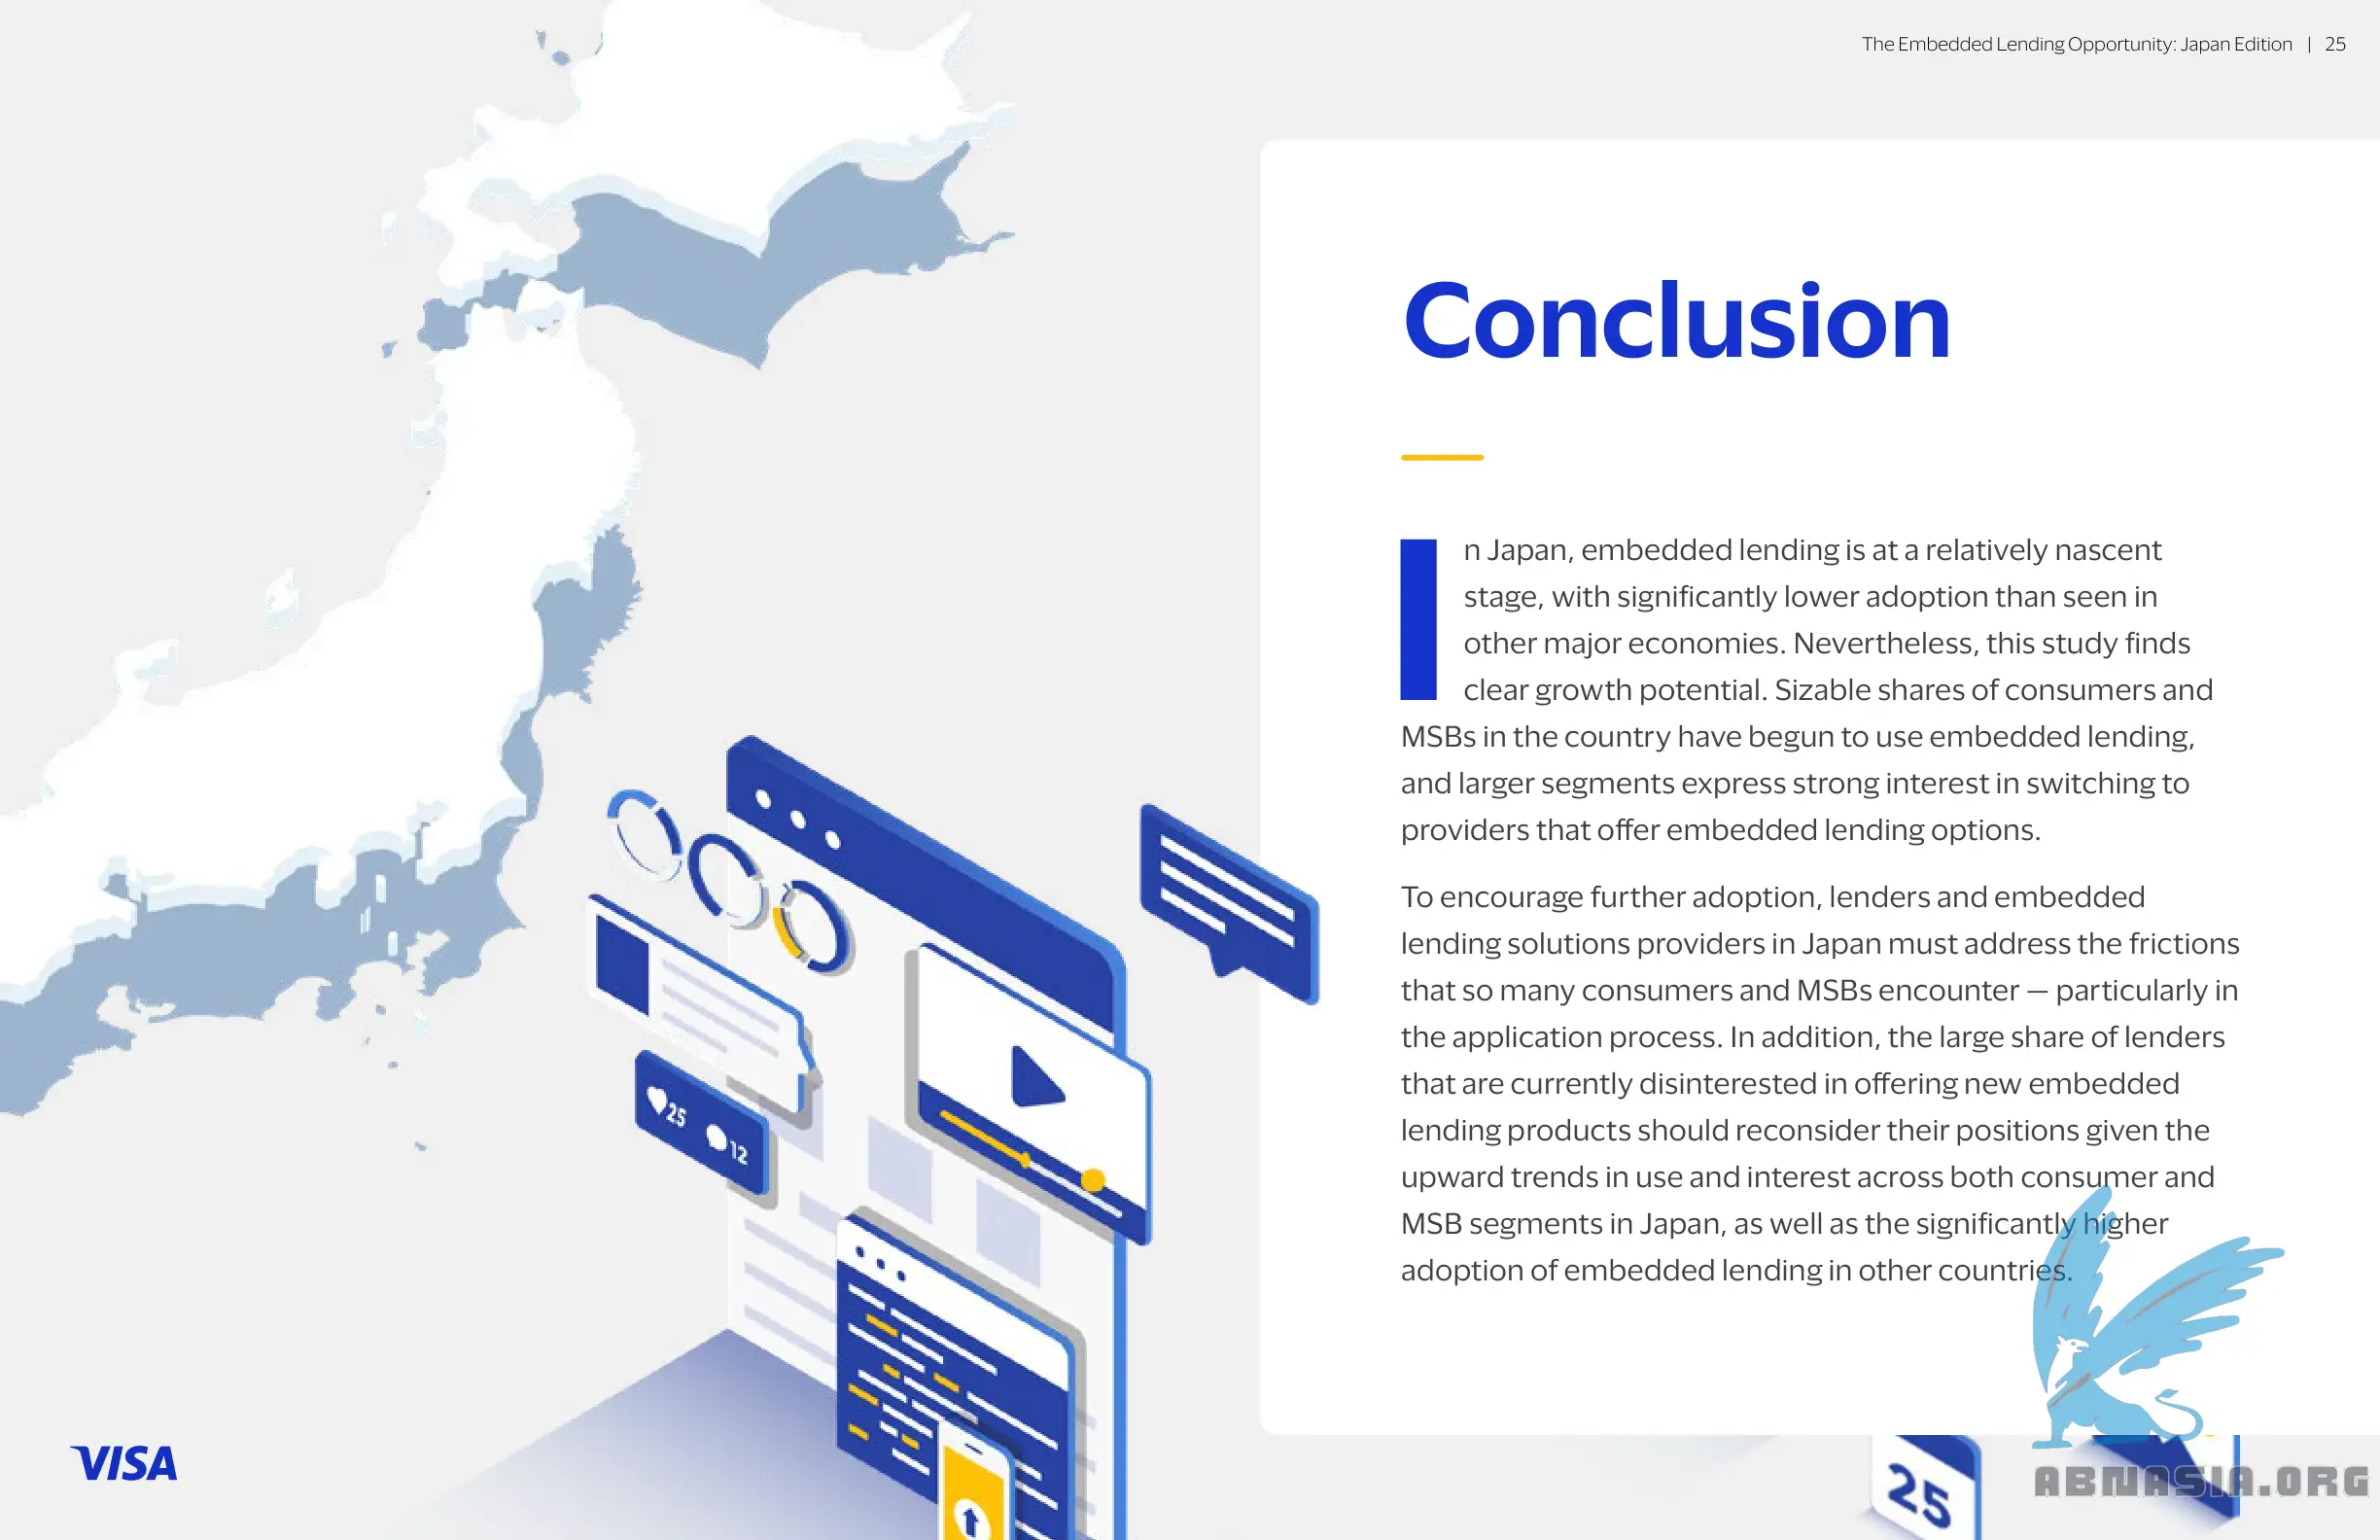 The Embedded Lending Opportunity: Japan Edition | 25
Conclusion
In Japan, embedded lending is at a relatively nascent
stage, with significantly lower adoption than seen in
other major economies. Nevertheless, this study finds
clear growth potential. Sizable shares of consumers and
MSBs in the country have begun to use embedded lending,
and larger segments express strong interest in switching to
providers that offer embedded lending options.
To encourage further adoption, lenders and embedded
lending solutions providers in Japan must address the frictions
that so many consumers and MSBs encounter — particularly in
the application process. In addition, the large share of lenders
that are currently disinterested in offering new embedded
lending products should reconsider their positions given the
upward trends in use and interest across both consumer and
MSB segments in Japan, as well as the significantly higher
adoption of embedded lending in other countries.
25
12
VISA
25
ABNASIA.ORG